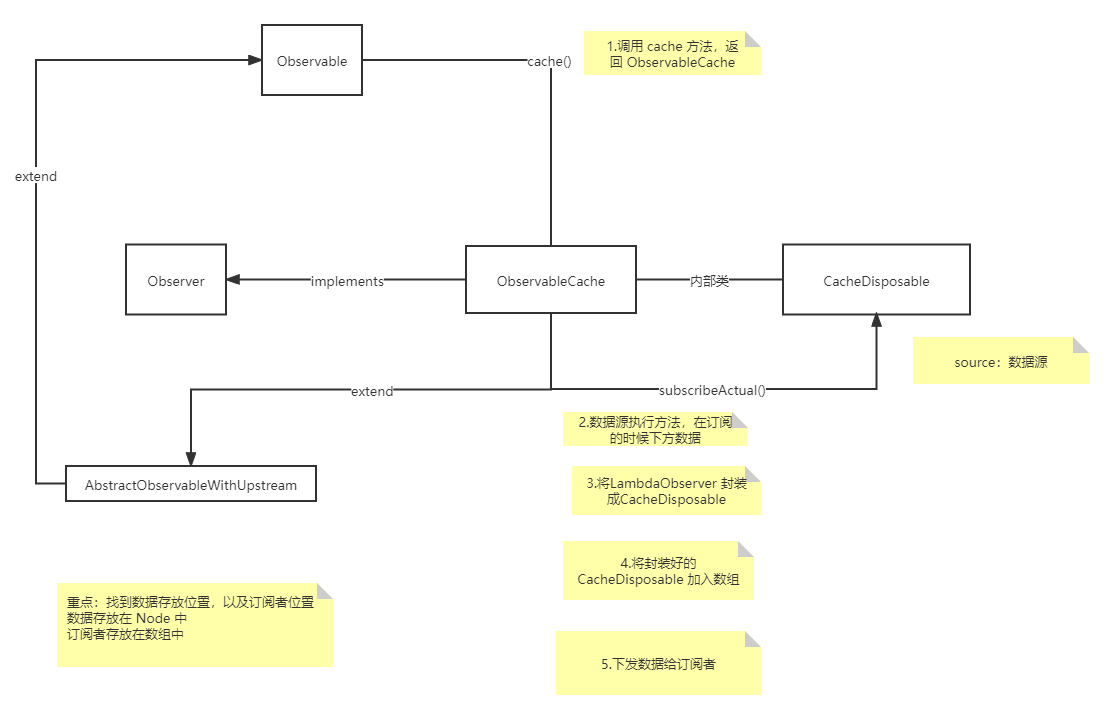 Observable
cache()
1.调用 cache 方法，返
回 ObservableCache
extend
Observer
implements
ObservableCache
内部类
CacheDisposable
source：数据源
extend
subscribeActual()
2.数据源执行方法，在订阅
的时候下方数据
AbstractObservableWithUpstream
3.将LambdaObserver 封装
成CacheDisposable
4.将封装好的
CacheDisposable 加入数组
重点：找到数据存放位置，以及订阅者位置
数据存放在 Node 中
订阅者存放在数组中
5.下发数据给订阅者